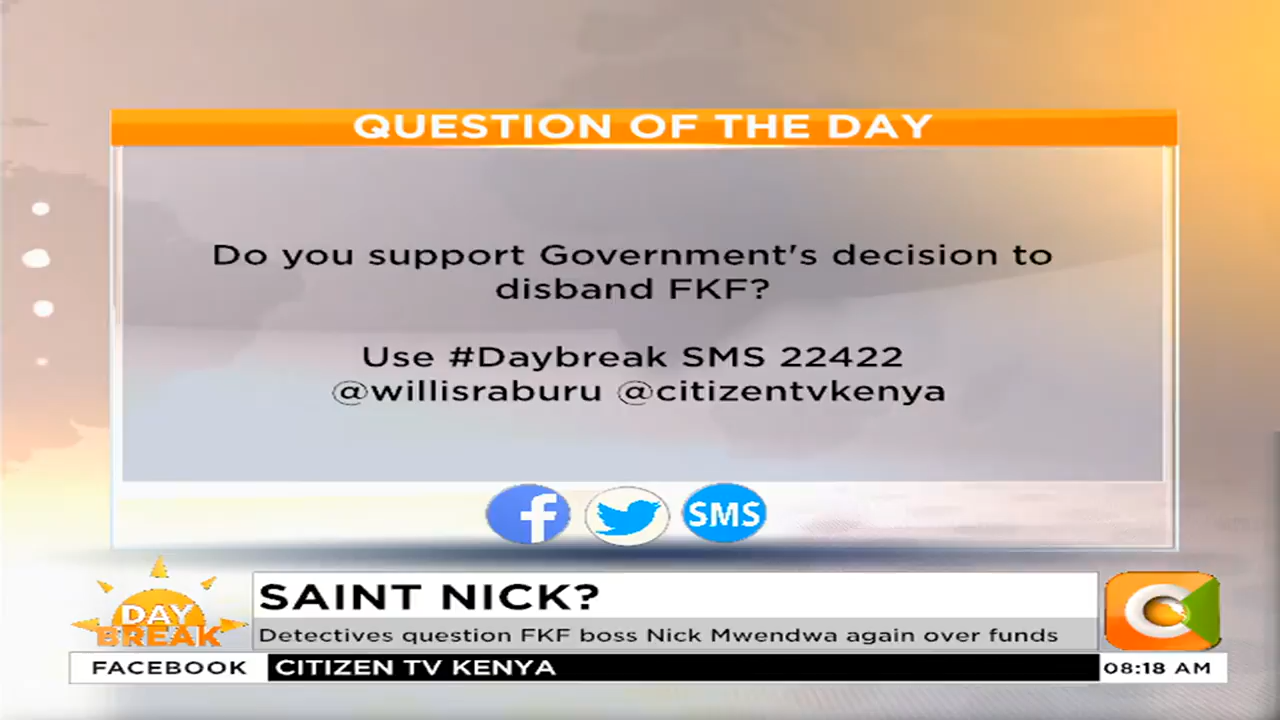 QUESTION OF THE DAY
Do you support Government's decision to
disband FKF?
Use #Daybreak SMS 22422
@willisraburu @citizentvkenya
f
SMS
DAY
BREAK
SAINT NICK?
Detectives question FKF boss Nick Mwendwa again over funds
FACEBOOK
CITIZEN TV KENYA
08:18 AM